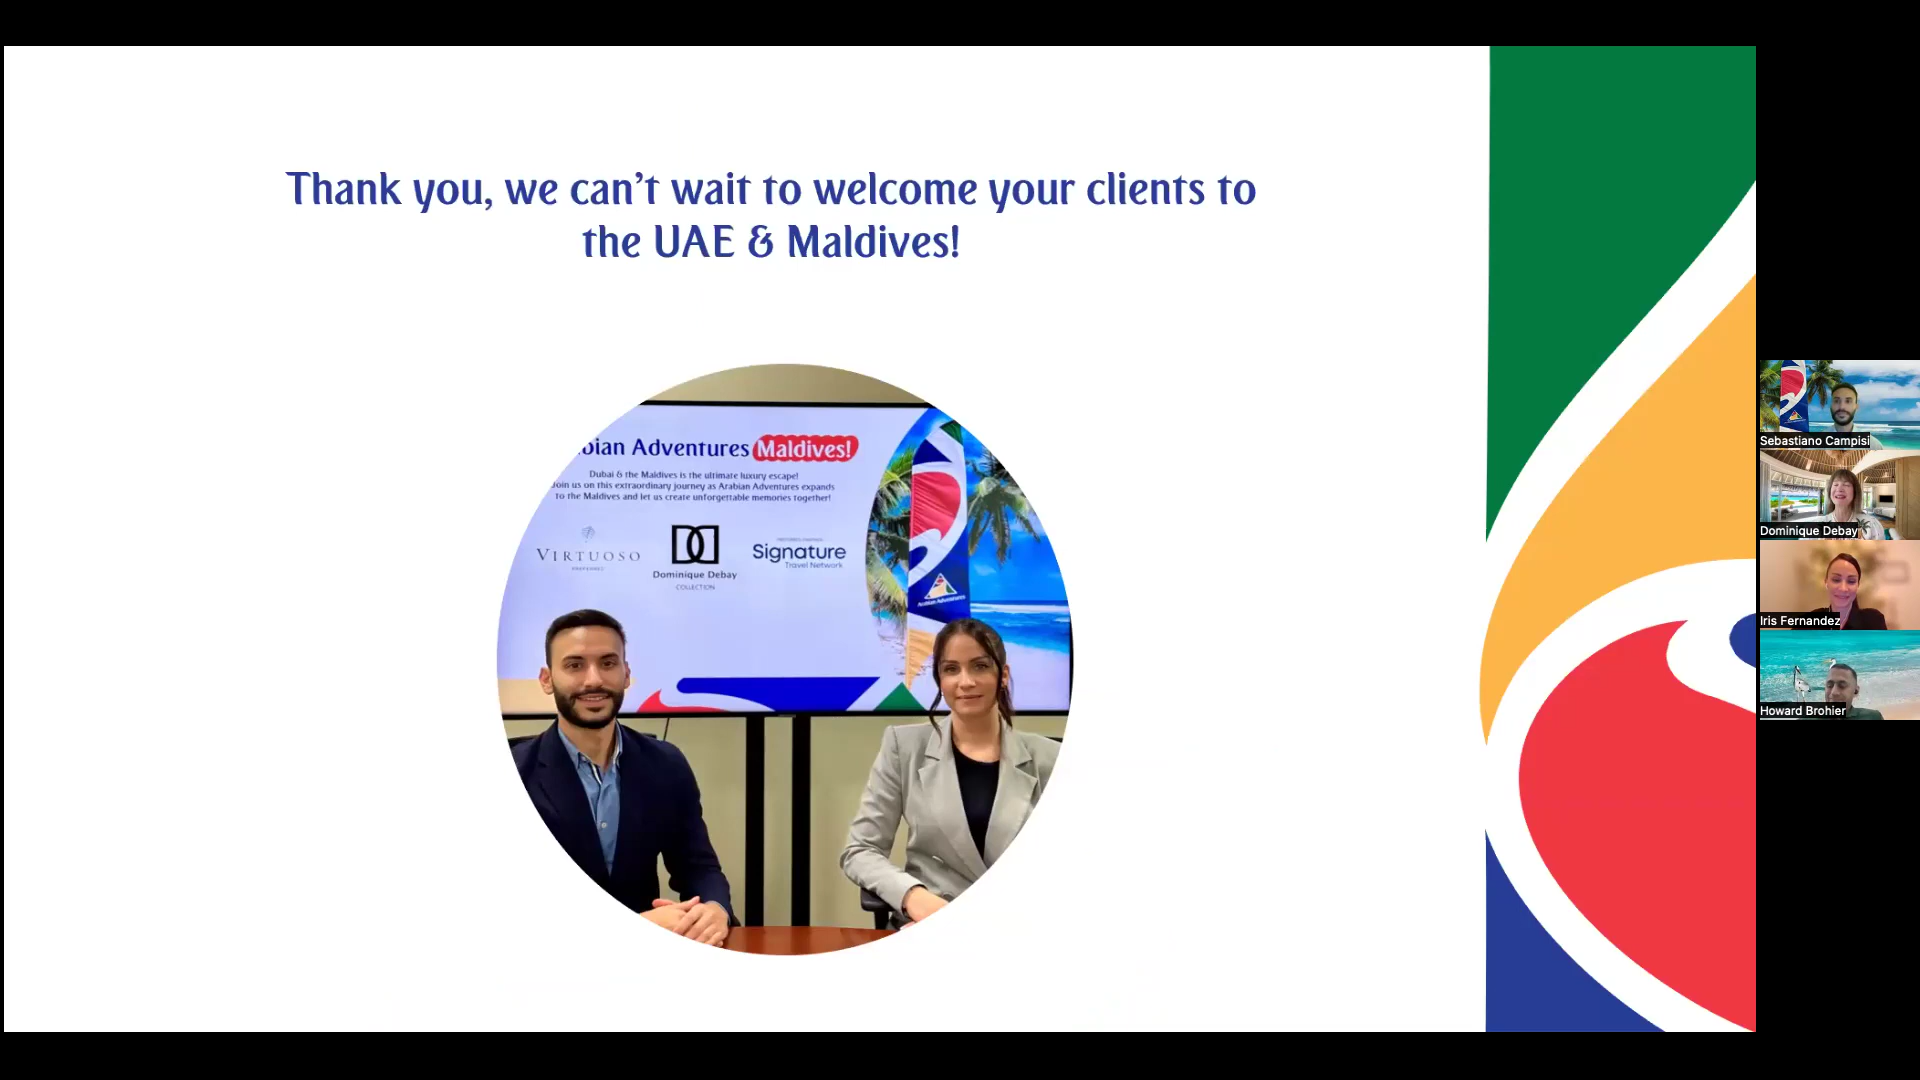 Thank you, we can't wait to welcome your clients to
the UAE & Maldives!
bian Adventures Maldives!
Dubai & the Maldives is the ultimate luxury escape!
Join us on this extraordinary journey as Arabian Adventures expands
to the Maldives and let us create unforgettable memories together!
VIRTUOSO
PREFERRED
Dominique Debay
COLLECTION
Signature
Travel Network
Arabian Adventures
Sebastiano Campisi
Dominique Debay
Iris Fernandez
Howard Brohier